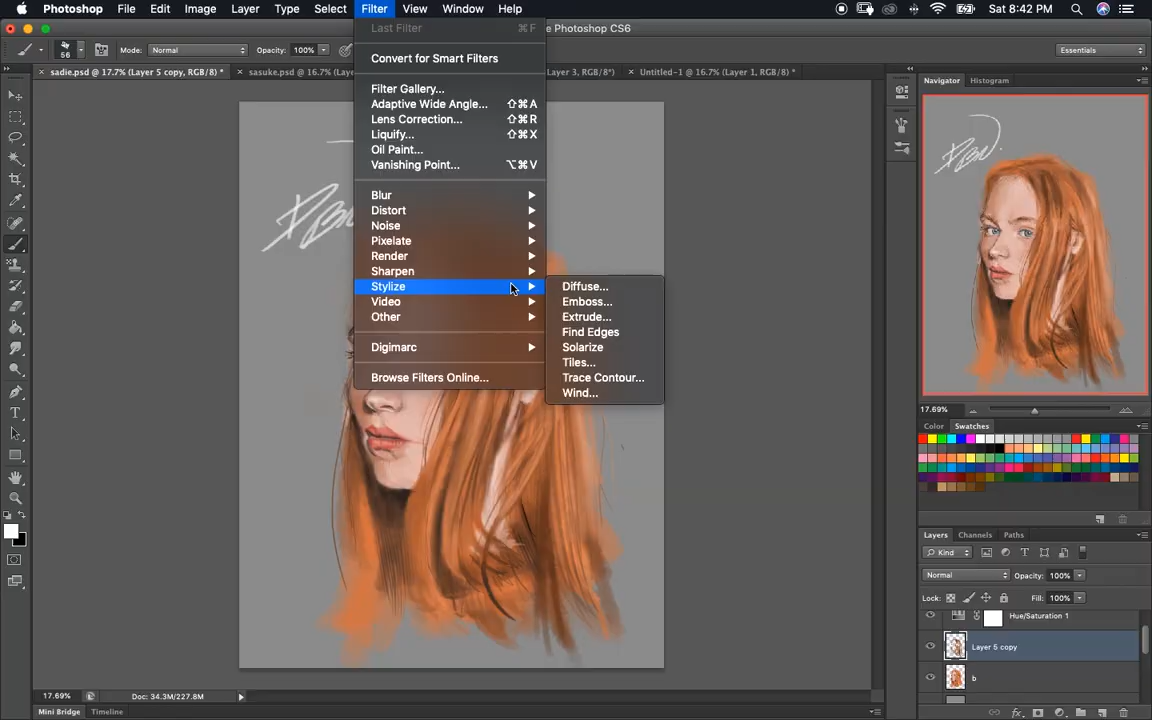 Photoshop File Edit Image Layer Type Select Filter View Window Help Sat 8:42 PM
e Photoshop CS6
56 Mode: Normal Opacity: 100% Essentials
sadie.psd @ 17.7% (Layer 5 copy, RGB/8) * sasuke.psd @ 16.7% (Laye Layer 3, RGB/8*) Untitled-1 @ 16.7% (Layer 1, RGB/8) *
Last Filter ⌘F
Convert for Smart Filters
Filter Gallery...
Adaptive Wide Angle... ⇧⌘A
Lens Correction... ⇧⌘R
Liquify... ⇧⌘X
Oil Paint...
Vanishing Point... ⌥⌘V
Blur
Distort
Noise
Pixelate
Render
Sharpen
Stylize
Video
Other
Digimarc
Browse Filters Online...
Diffuse...
Emboss...
Extrude...
Find Edges
Solarize
Tiles...
Trace Contour...
Wind...
Navigator Histogram
17.69%
Color Swatches
Layers Channels Paths
Kind
Normal Opacity: 100%
Lock: Fill: 100%
Hue/Saturation 1
Layer 5 copy
b
17.69% Doc: 34.3M/227.8M
Mini Bridge Timeline